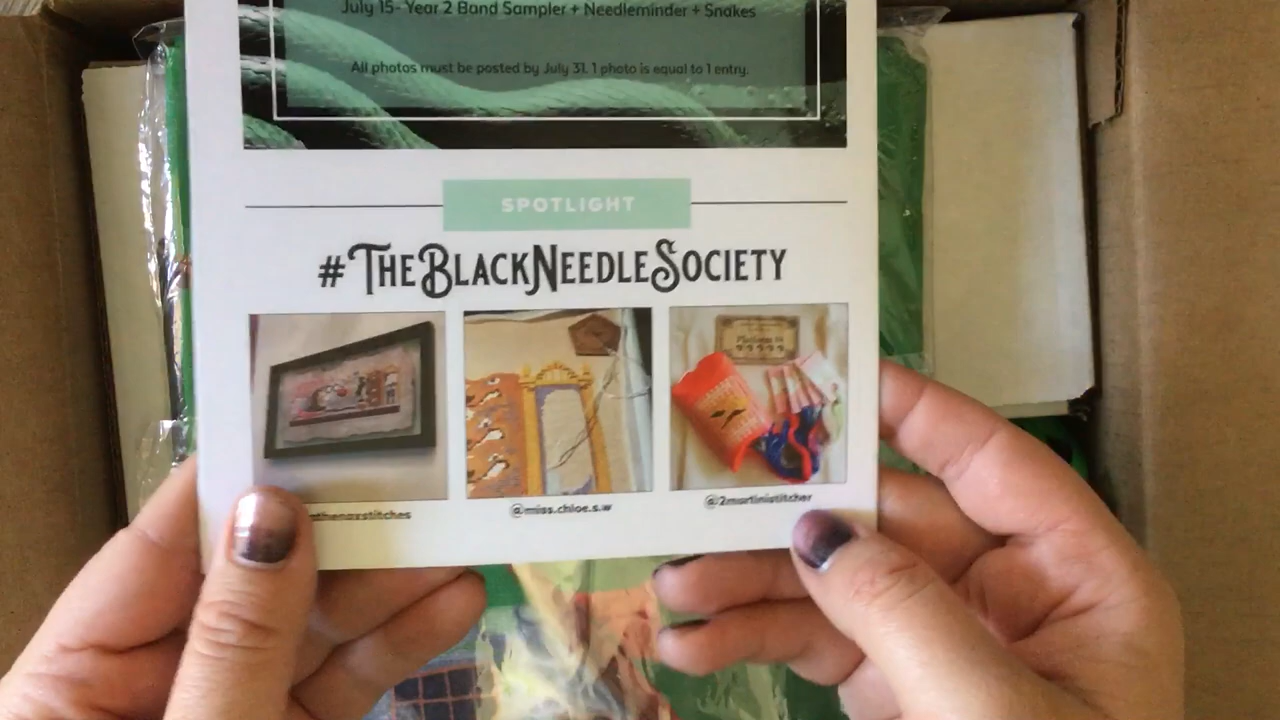 July 15- Year 2 Band Sampler + Needleminder + Snakes
All photos must be posted by July 31. 1 photo is equal to 1 entry.
SPOTLIGHT
#TheBlackNeedleSociety
@miss.chloe.s.w
@2martinistitcher